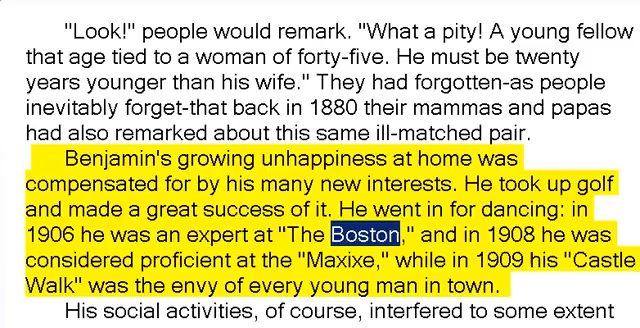 "Look!" people would remark. "What a pity! A young fellow
that age tied to a woman of forty-five. He must be twenty
years younger than his wife." They had forgotten-as people
inevitably forget-that back in 1880 their mammas and papas
had also remarked about this same ill-matched pair.
Benjamin's growing unhappiness at home was
compensated for by his many new interests. He took up golf
and made a great success of it. He went in for dancing: in
1906 he was an expert at "The Boston," and in 1908 he was
considered proficient at the "Maxixe," while in 1909 his "Castle
Walk" was the envy of every young man in town.
His social activities, of course, interfered to some extent